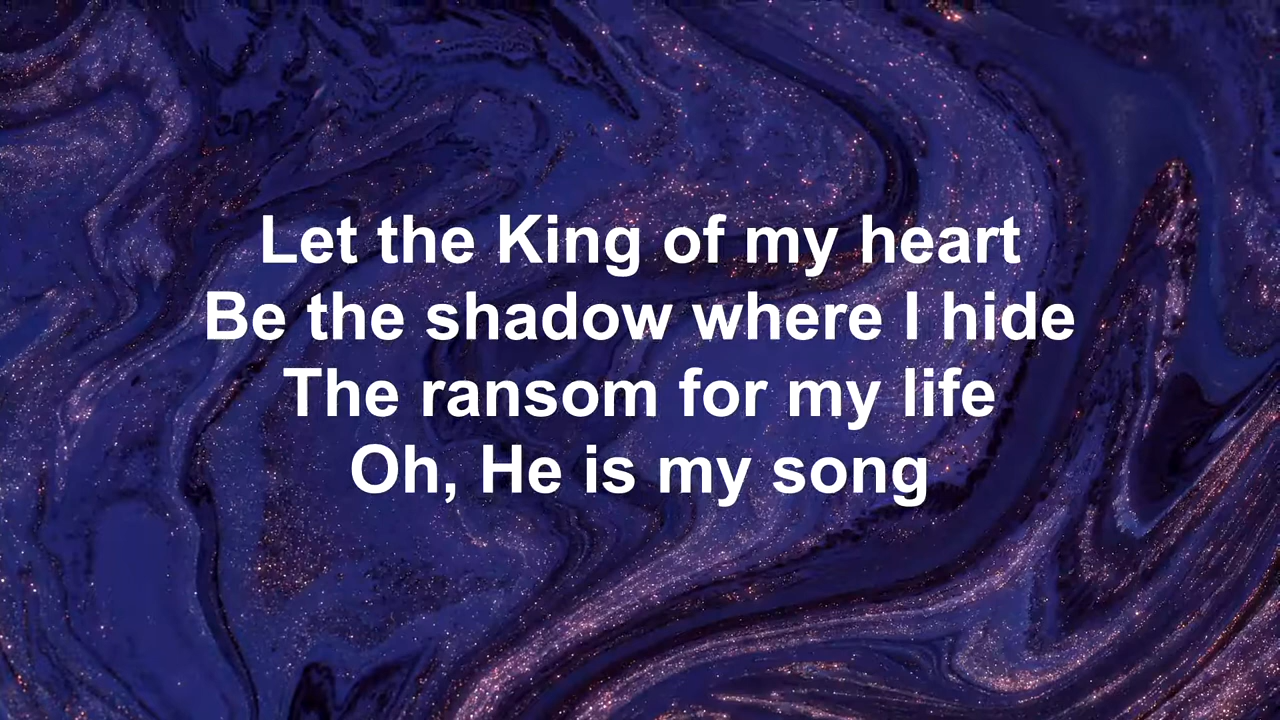 Let the King of my heart
Be the shadow where I hide
The ransom for my life
Oh, He is my song